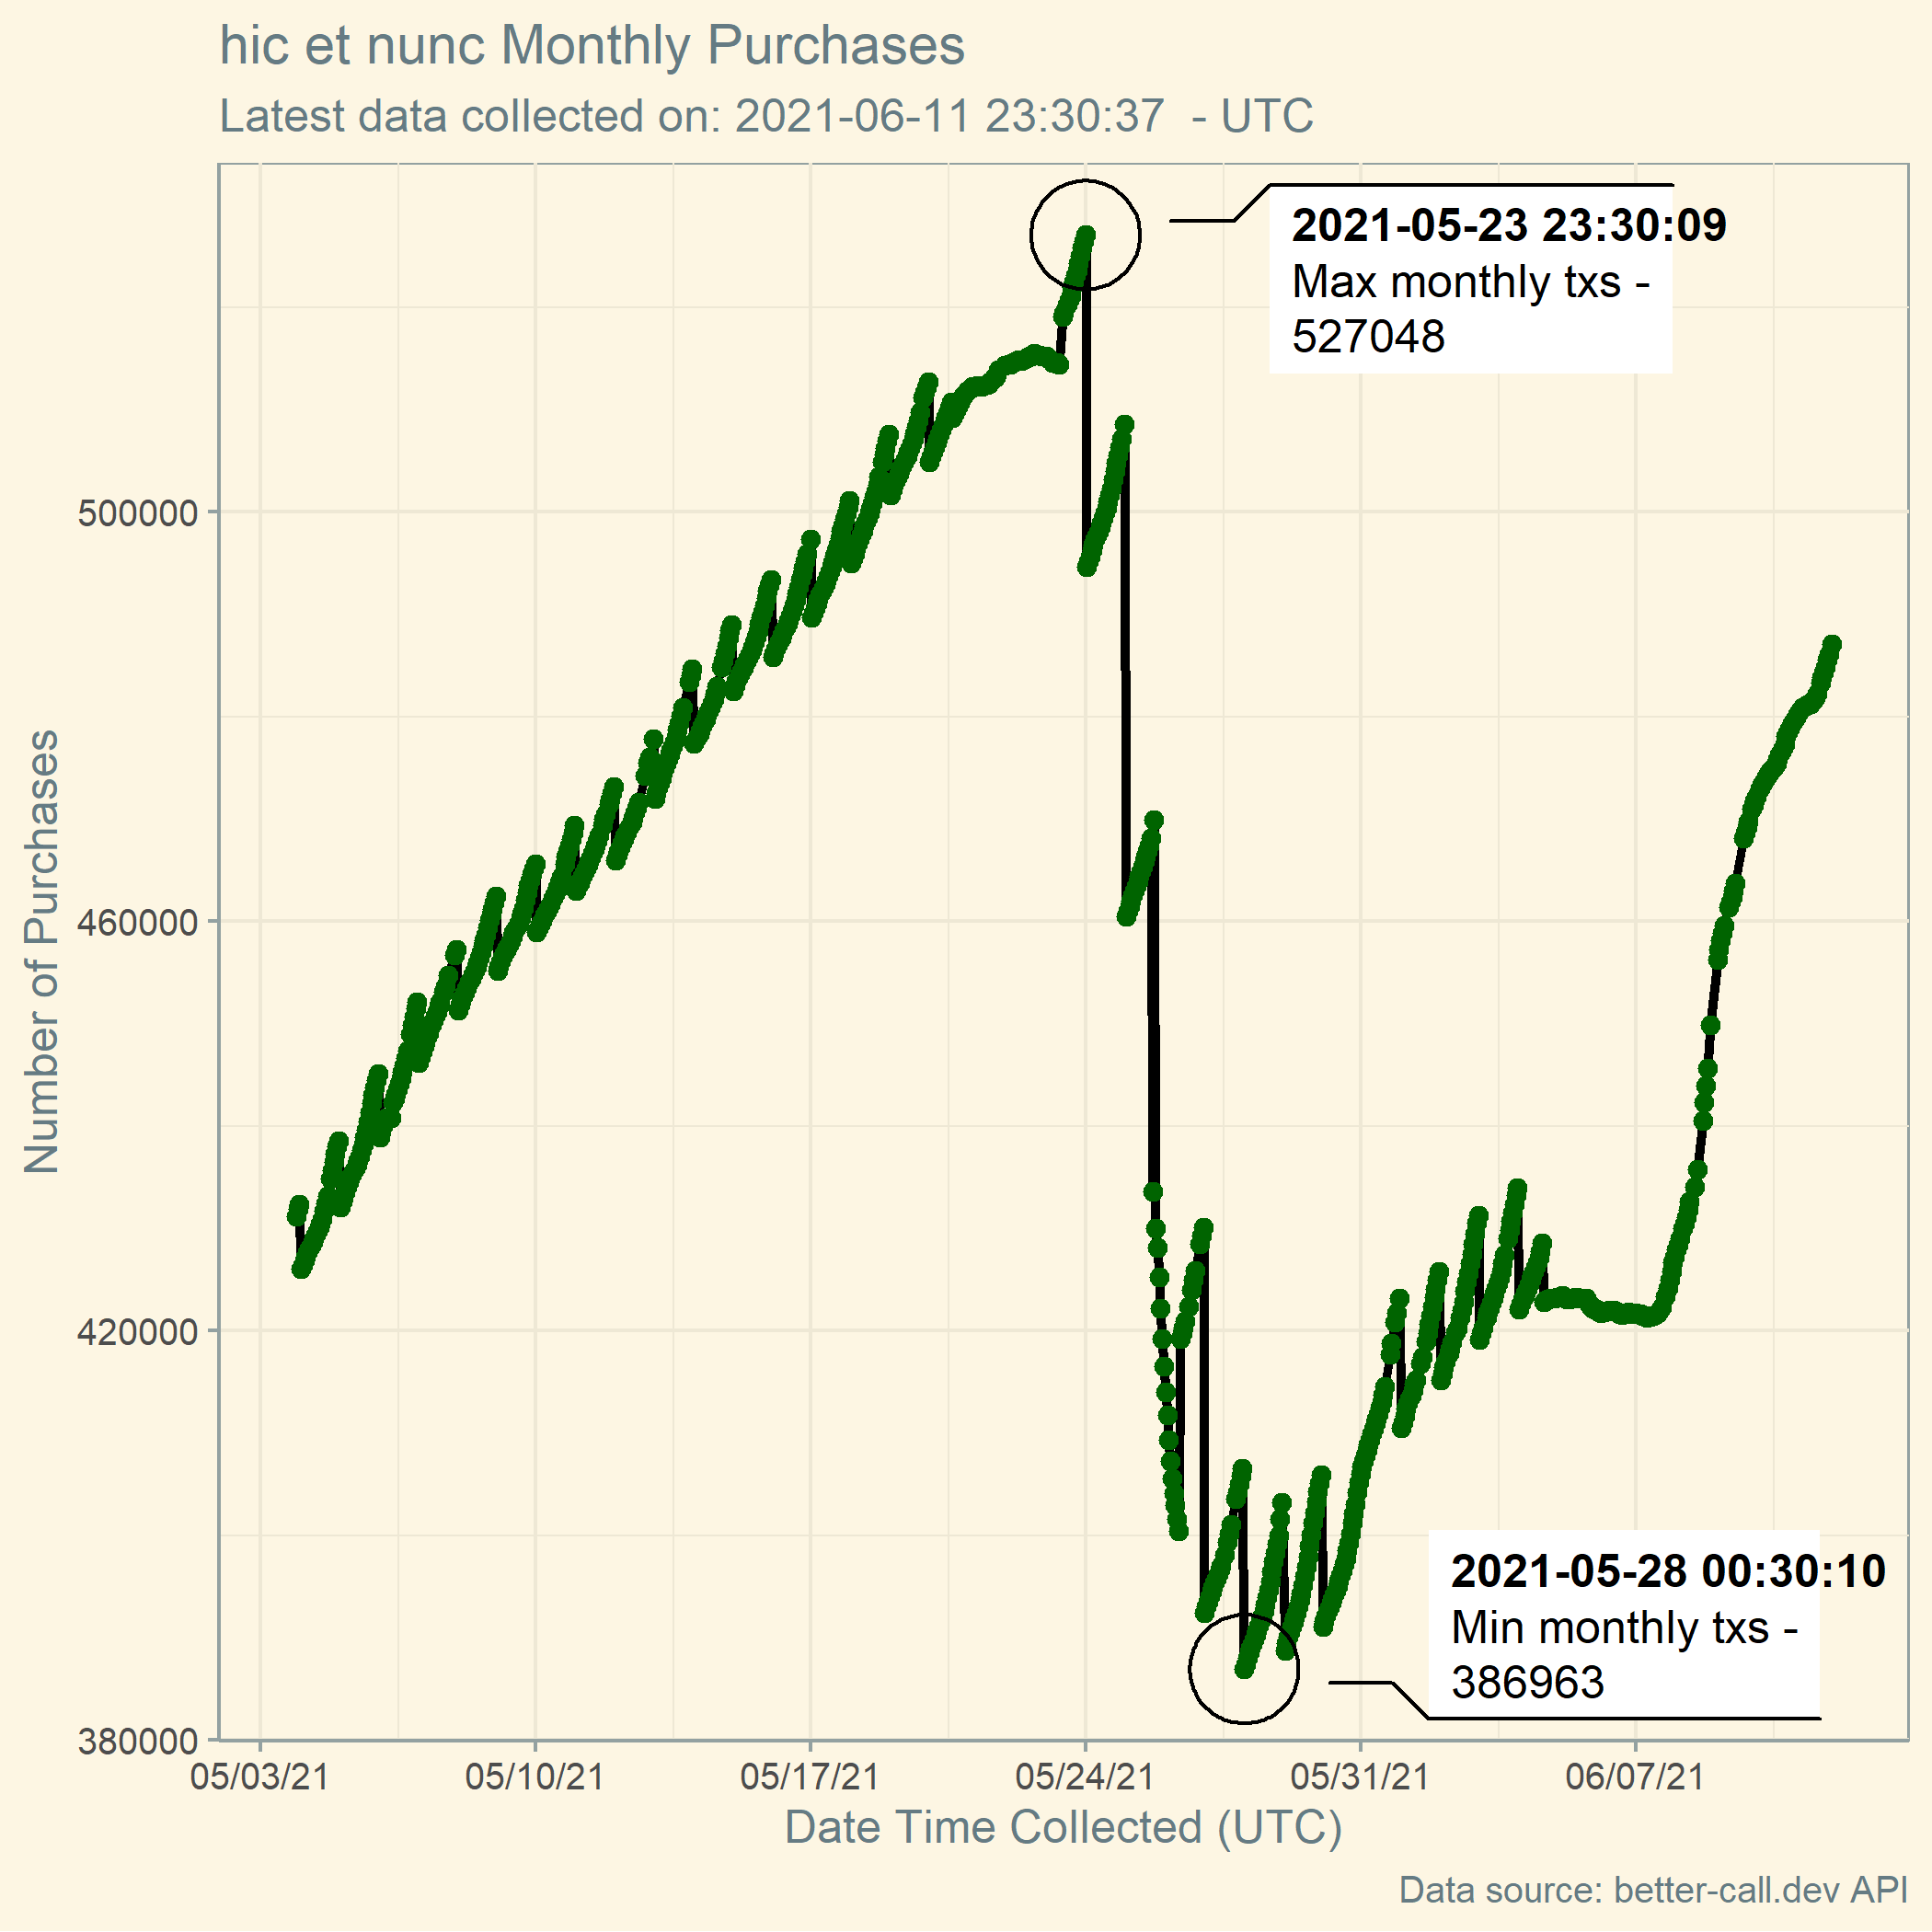 hic et nunc Monthly Purchases
Latest data collected on: 2021-06-11 23:30:37 - UTC
2021-05-23 23:30:09
Max monthly txs -
527048
Number of Purchases
500000
460000
420000
380000
2021-05-28 00:30:10
Min monthly txs -
386963
05/03/21
05/10/21
05/17/21
05/24/21
05/31/21
06/07/21
Date Time Collected (UTC)
Data source: better-call.dev API